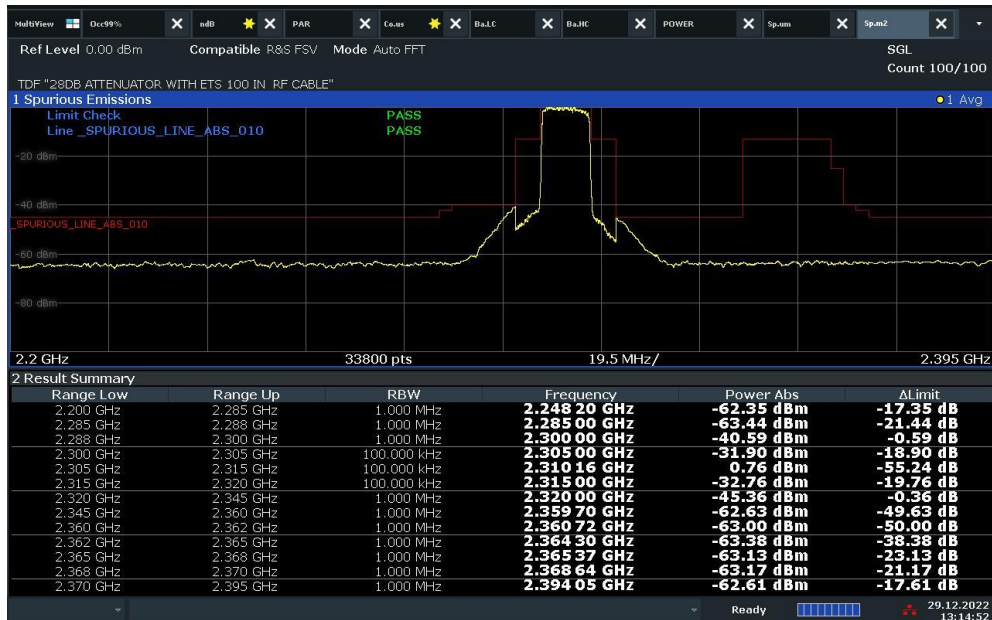 MultiView Occ99% ndB PAR Co.us Ba.LC Ba.HC POWER Sp.um Sp.m2
Ref Level 0.00 dBm Compatible R&S FSV Mode Auto FFT SGL
Count 100/100
TDF "28DB ATTENUATOR WITH ETS 100 IN RF CABLE"
1 Spurious Emissions 1 Avg
Limit Check PASS
Line _SPURIOUS_LINE_ABS_010 PASS
-20 dBm
-40 dBm
_SPURIOUS_LINE_ABS_010
-60 dBm
-80 dBm
2.2 GHz 33800 pts 19.5 MHz/ 2.395 GHz
2 Result Summary
Range Low Range Up RBW Frequency Power Abs ΔLimit
2.200 GHz 2.285 GHz 1.000 MHz 2.248 20 GHz -62.35 dBm -17.35 dB
2.285 GHz 2.288 GHz 1.000 MHz 2.285 00 GHz -63.44 dBm -21.44 dB
2.288 GHz 2.300 GHz 1.000 MHz 2.300 00 GHz -40.59 dBm -0.59 dB
2.300 GHz 2.305 GHz 100.000 kHz 2.305 00 GHz -31.90 dBm -18.90 dB
2.305 GHz 2.315 GHz 100.000 kHz 2.310 16 GHz 0.76 dBm -55.24 dB
2.315 GHz 2.320 GHz 100.000 kHz 2.315 00 GHz -32.76 dBm -19.76 dB
2.320 GHz 2.345 GHz 1.000 MHz 2.320 00 GHz -45.36 dBm -0.36 dB
2.345 GHz 2.360 GHz 1.000 MHz 2.359 70 GHz -62.63 dBm -49.63 dB
2.360 GHz 2.362 GHz 1.000 MHz 2.360 72 GHz -63.00 dBm -50.00 dB
2.362 GHz 2.365 GHz 1.000 MHz 2.364 30 GHz -63.38 dBm -38.38 dB
2.365 GHz 2.368 GHz 1.000 MHz 2.365 37 GHz -63.13 dBm -23.13 dB
2.368 GHz 2.370 GHz 1.000 MHz 2.368 64 GHz -63.17 dBm -21.17 dB
2.370 GHz 2.395 GHz 1.000 MHz 2.394 05 GHz -62.61 dBm -17.61 dB
Ready 29.12.2022
13:14:52